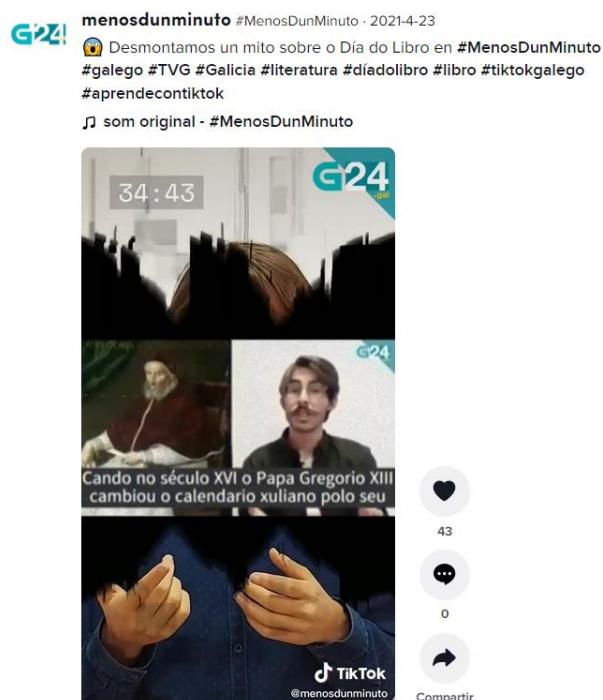 G24
menosdunminuto #MenosDunMinuto · 2021-4-23
😱 Desmontamos un mito sobre o Día do Libro en #MenosDunMinuto
#galego #TVG #Galicia #literatura #díadolibro #libro #tiktokgalego
#aprendecontiktok
♫ som original - #MenosDunMinuto
34:43
G24
.gal
G24
Cando no século XVI o Papa Gregorio XIII
cambiou o calendario xuliano polo seu
43
0
Compartir
TikTok
@menosdunminuto